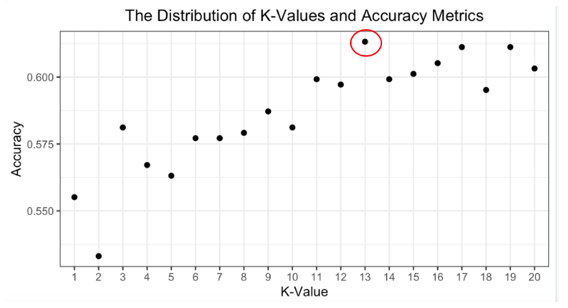 The Distribution of K-Values and Accuracy Metrics
0.600
0.575
0.550
Accuracy
1 2 3 4 5 6 7 8 9 10 11 12 13 14 15 16 17 18 19 20
K-Value